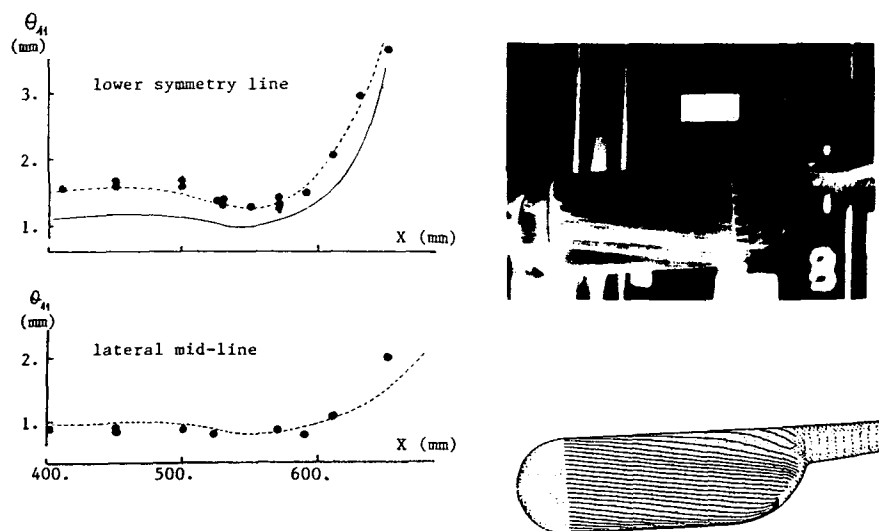 θ₁₁
(mm)
3.
lower symmetry line
2.
1.
X (mm)
θ₁₁
(mm)
2.
lateral mid-line
1.
X (mm)
400. 500. 600.
8